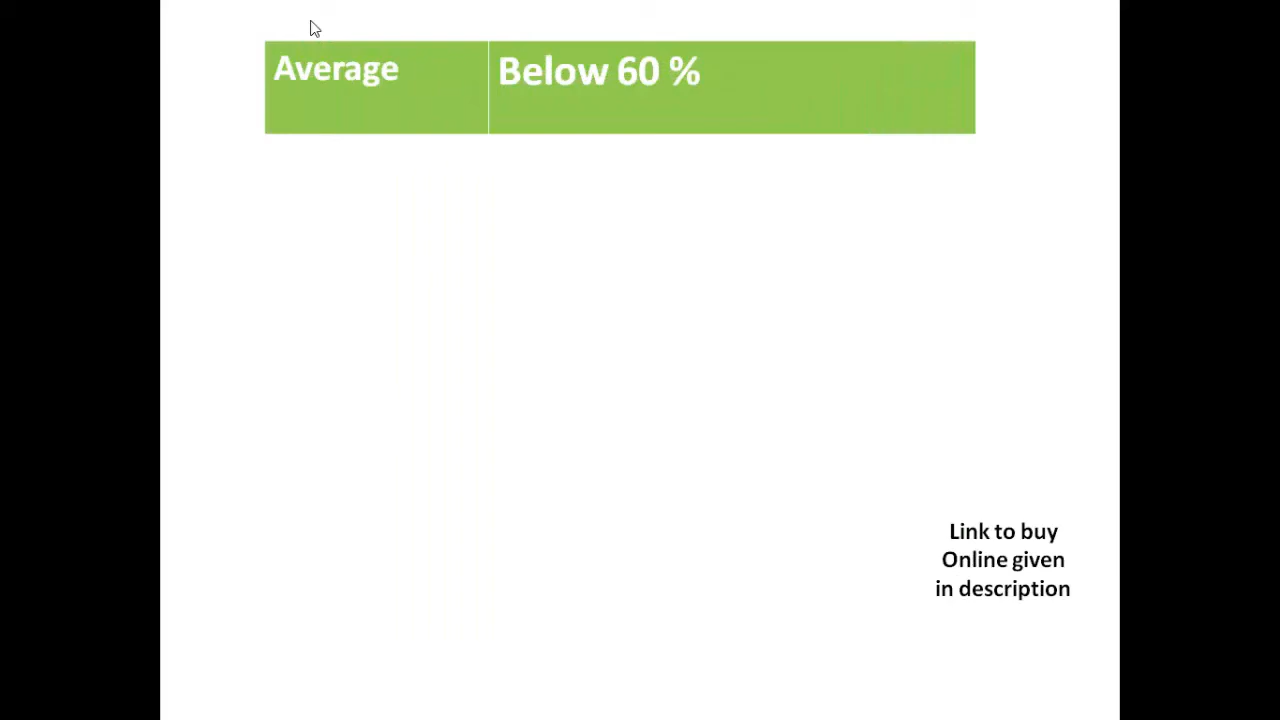 Average
Below 60 %
Link to buy
Online given
in description